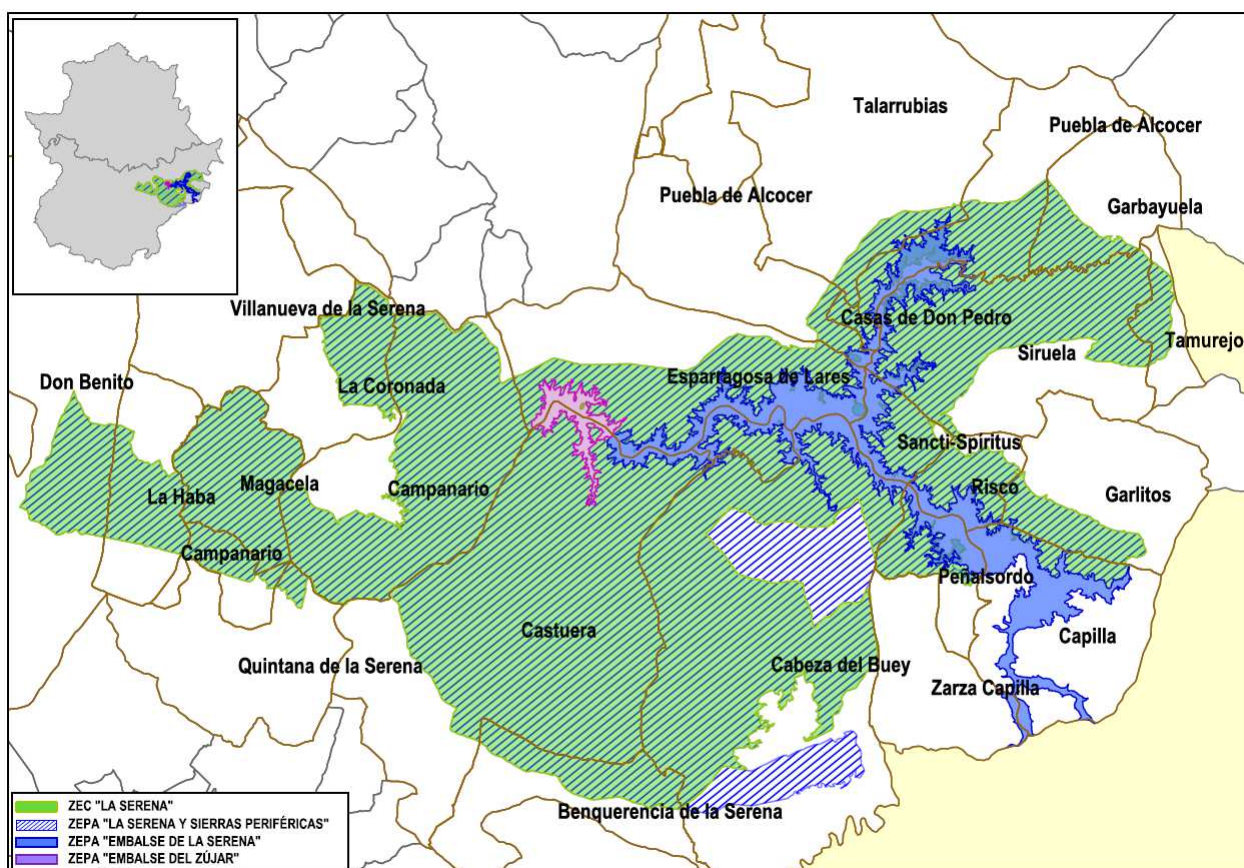 Talarrubias
Puebla de Alcocer
Puebla de Alcocer
Garbayuela
Villanueva de la Serena
Casas de Don Pedro
Tamurejo
Siruela
Don Benito
La Coronada
Esparragosa de Lares
Sancti-Spíritus
La Haba
Magacela
Campanario
Risco
Garlitos
Campanario
Peñalsordo
Castuera
Capilla
Quintana de la Serena
Cabeza del Buey
Zarza Capilla
Benquerencia de la Serena
ZEC "LA SERENA"
ZEPA "LA SERENA Y SIERRAS PERIFÉRICAS"
ZEPA "EMBALSE DE LA SERENA"
ZEPA "EMBALSE DEL ZÚJAR"